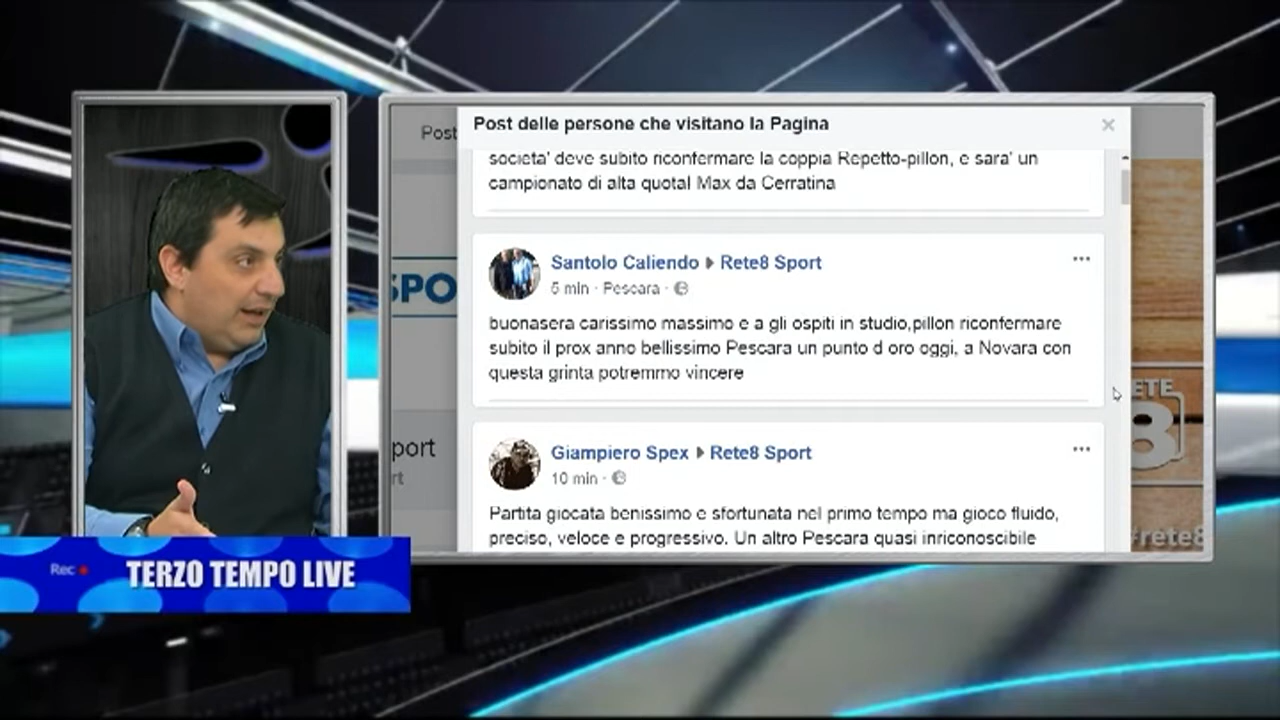 Post
Post delle persone che visitano la Pagina
societa' deve subito riconfermare la coppia Repetto-pillon, e sara' un
campionato di alta quota! Max da Cerratina
SPO
Santolo Caliendo Rete8 Sport
5 min · Pescara ·
buonasera carissimo massimo e a gli ospiti in studio,pillon riconfermare
subito il prox anno bellissimo Pescara un punto d oro oggi, a Novara con
questa grinta potremmo vincere
ETE
8
port
rt
Giampiero Spex Rete8 Sport
10 min ·
Partita giocata benissimo e sfortunata nel primo tempo ma gioco fluido,
preciso, veloce e progressivo. Un altro Pescara quasi inriconoscibile
#rete8
Rec
TERZO TEMPO LIVE